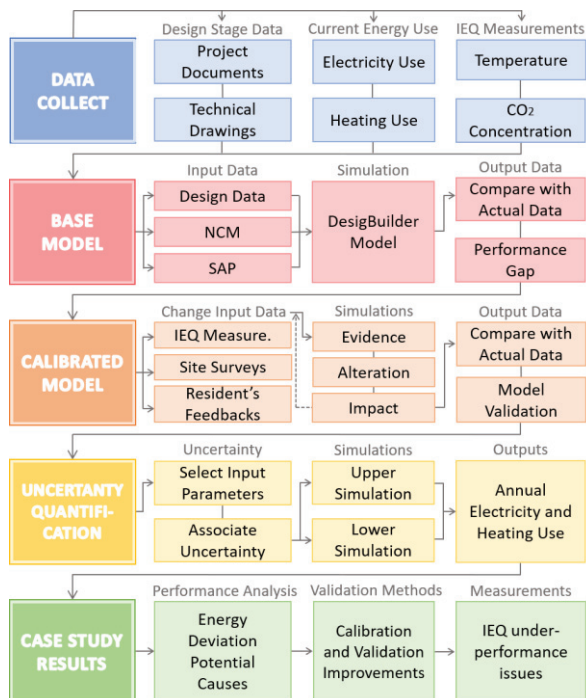 Design Stage Data
Current Energy Use
IEQ Measurements
DATA
COLLECT
Project
Documents
Electricity Use
Temperature
Technical
Drawings
Heating Use
CO₂
Concentration
Input Data
Simulation
Output Data
BASE
MODEL
Design Data
NCM
SAP
DesigBuilder
Model
Compare with
Actual Data
Performance
Gap
Change Input Data
Simulations
Output Data
CALIBRATED
MODEL
IEQ Measure.
Site Surveys
Resident's
Feedbacks
Evidence
Alteration
Impact
Compare with
Actual Data
Model
Validation
Uncertainty
Simulations
Outputs
UNCERTANTY
QUANTIFI-
CATION
Select Input
Parameters
Associate
Uncertainty
Upper
Simulation
Lower
Simulation
Annual
Electricity and
Heating Use
Performance Analysis
Validation Methods
Measurements
CASE STUDY
RESULTS
Energy
Deviation
Potential
Causes
Calibration
and Validation
Improvements
IEQ under-
performance
issues